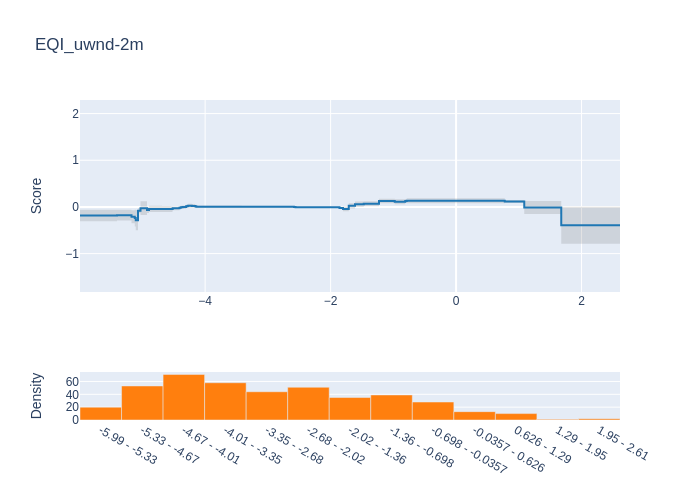 EQI_uwnd-2m
Score
2
1
0
−1
−4
−2
0
2
Density
60
40
20
0
-5.99 - -5.33
-5.33 - -4.67
-4.67 - -4.01
-4.01 - -3.35
-3.35 - -2.68
-2.68 - -2.02
-2.02 - -1.36
-1.36 - -0.698
-0.698 - -0.0357
-0.0357 - 0.626
0.626 - 1.29
1.29 - 1.95
1.95 - 2.61